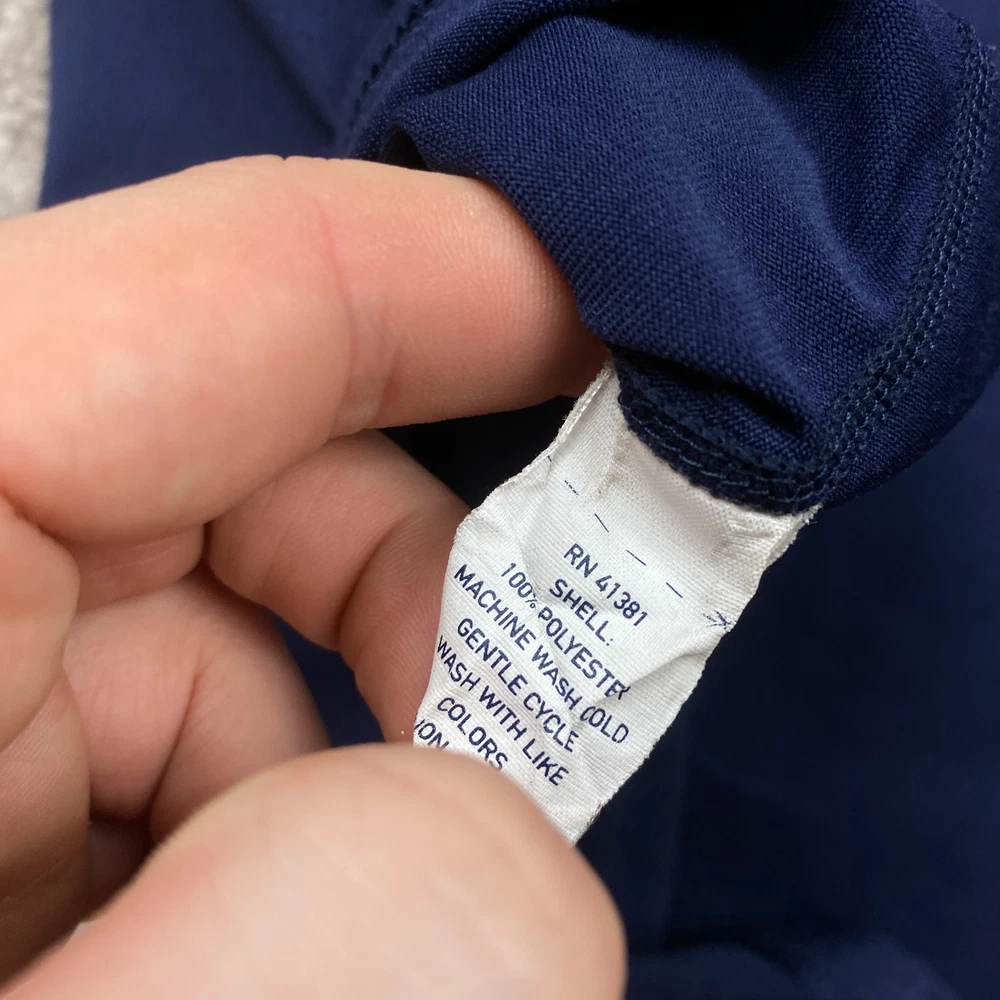 RN 41381
SHELL:
100% POLYESTER
MACHINE WASH COLD
GENTLE CYCLE
WASH WITH LIKE
COLORS